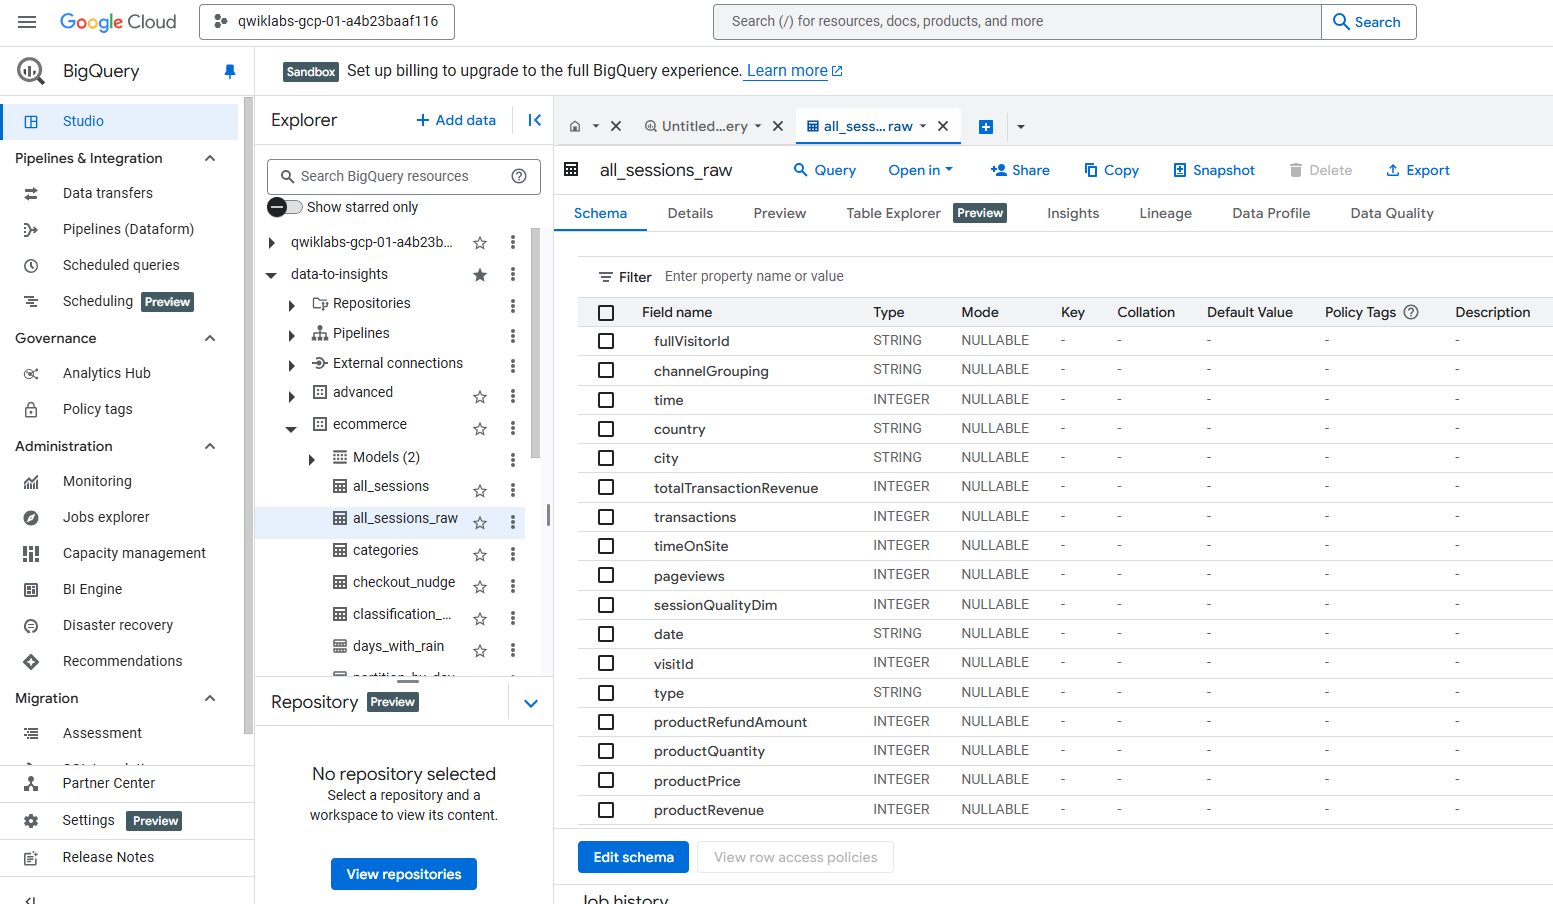 Google Cloud
qwiklabs-gcp-01-a4b23baaf116
Search (/) for resources, docs, products, and more
Search
BigQuery
Sandbox Set up billing to upgrade to the full BigQuery experience. Learn more
Studio
Pipelines & Integration
Data transfers
Pipelines (Dataform)
Scheduled queries
Scheduling Preview
Governance
Analytics Hub
Policy tags
Administration
Monitoring
Jobs explorer
Capacity management
BI Engine
Disaster recovery
Recommendations
Migration
Assessment
Partner Center
Settings Preview
Release Notes
Explorer
Add data
Search BigQuery resources
Show starred only
qwiklabs-gcp-01-a4b23b...
data-to-insights
Repositories
Pipelines
External connections
advanced
ecommerce
Models (2)
all_sessions
all_sessions_raw
categories
checkout_nudge
classification_...
days_with_rain
Repository Preview
No repository selected
Select a repository and a
workspace to view its content.
View repositories
Untitled...ery
all_sess... raw
all_sessions_raw
Query
Open in
Share
Copy
Snapshot
Delete
Export
Schema Details Preview Table Explorer Preview Insights Lineage Data Profile Data Quality
Filter Enter property name or value
Field name Type Mode Key Collation Default Value Policy Tags Description
fullVisitorId STRING NULLABLE - - - - -
channelGrouping STRING NULLABLE - - - - -
time INTEGER NULLABLE - - - - -
country STRING NULLABLE - - - - -
city STRING NULLABLE - - - - -
totalTransactionRevenue INTEGER NULLABLE - - - - -
transactions INTEGER NULLABLE - - - - -
timeOnSite INTEGER NULLABLE - - - - -
pageviews INTEGER NULLABLE - - - - -
sessionQualityDim INTEGER NULLABLE - - - - -
date STRING NULLABLE - - - - -
visitId INTEGER NULLABLE - - - - -
type STRING NULLABLE - - - - -
productRefundAmount INTEGER NULLABLE - - - - -
productQuantity INTEGER NULLABLE - - - - -
productPrice INTEGER NULLABLE - - - - -
productRevenue INTEGER NULLABLE - - - - -
Edit schema
View row access policies
Job history